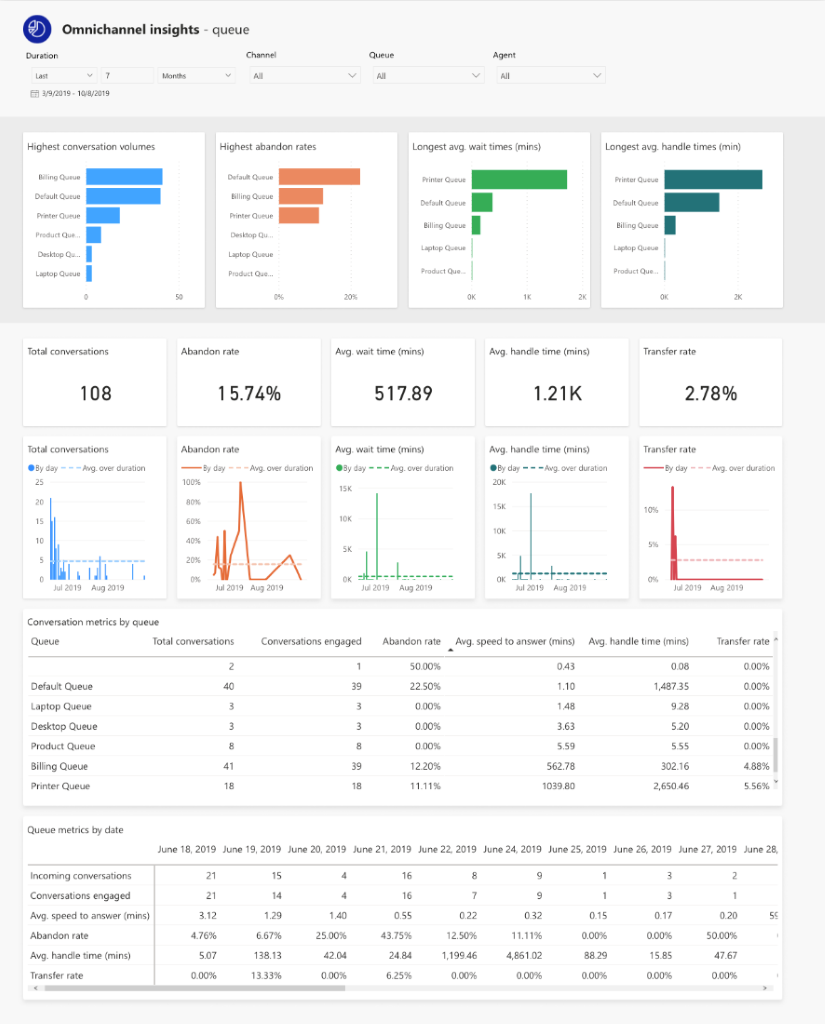 Omnichannel insights - queue
Duration Channel Queue Agent
Last 7 Months All All All
3/9/2019 - 10/8/2019
Highest conversation volumes
Billing Queue
Default Queue
Printer Queue
Product Que...
Desktop Qu...
Laptop Queue
0 50
Highest abandon rates
Default Queue
Billing Queue
Printer Queue
Desktop Qu...
Laptop Queue
Product Que...
0% 20%
Longest avg. wait times (mins)
Printer Queue
Default Queue
Billing Queue
Laptop Queue
Product Que...
0K 1K 2K
Longest avg. handle times (min)
Printer Queue
Default Queue
Billing Queue
Laptop Queue
Product Que...
0K 2K
Total conversations
108
Abandon rate
15.74%
Avg. wait time (mins)
517.89
Avg. handle time (mins)
1.21K
Transfer rate
2.78%
Total conversations
By day Avg. over duration
25
20
15
10
5
0
Jul 2019 Aug 2019
Abandon rate
By day Avg. over duration
100%
80%
60%
40%
20%
0%
Jul 2019 Aug 2019
Avg. wait time (mins)
By day Avg. over duration
15K
10K
5K
0K
Jul 2019 Aug 2019
Avg. handle time (mins)
By day Avg. over duration
20K
15K
10K
5K
0K
Jul 2019 Aug 2019
Transfer rate
By day Avg. over duration
10%
5%
0%
Jul 2019 Aug 2019
Conversation metrics by queue
Queue Total conversations Conversations engaged Abandon rate Avg. speed to answer (mins) Avg. handle time (mins) Transfer rate
2 1 50.00% 0.43 0.08 0.00%
Default Queue 40 39 22.50% 1.10 1,487.35 0.00%
Laptop Queue 3 3 0.00% 1.48 9.28 0.00%
Desktop Queue 3 3 0.00% 3.63 5.20 0.00%
Product Queue 8 8 0.00% 5.59 5.55 0.00%
Billing Queue 41 39 12.20% 562.78 302.16 4.88%
Printer Queue 18 18 11.11% 1039.80 2,650.46 5.56%
Queue metrics by date
June 18, 2019 June 19, 2019 June 20, 2019 June 21, 2019 June 22, 2019 June 24, 2019 June 25, 2019 June 26, 2019 June 27, 2019 June 28,
Incoming conversations 21 15 4 16 8 9 1 3 2
Conversations engaged 21 14 4 16 7 9 1 3 1
Avg. speed to answer (mins) 3.12 1.29 1.40 0.55 0.22 0.32 0.15 0.17 0.20
Abandon rate 4.76% 6.67% 25.00% 43.75% 12.50% 11.11% 0.00% 0.00% 50.00%
Avg. handle time (mins) 5.07 138.13 42.04 24.84 1,199.46 4,861.02 88.29 15.85 47.67
Transfer rate 0.00% 13.33% 0.00% 6.25% 0.00% 0.00% 0.00% 0.00% 0.00%